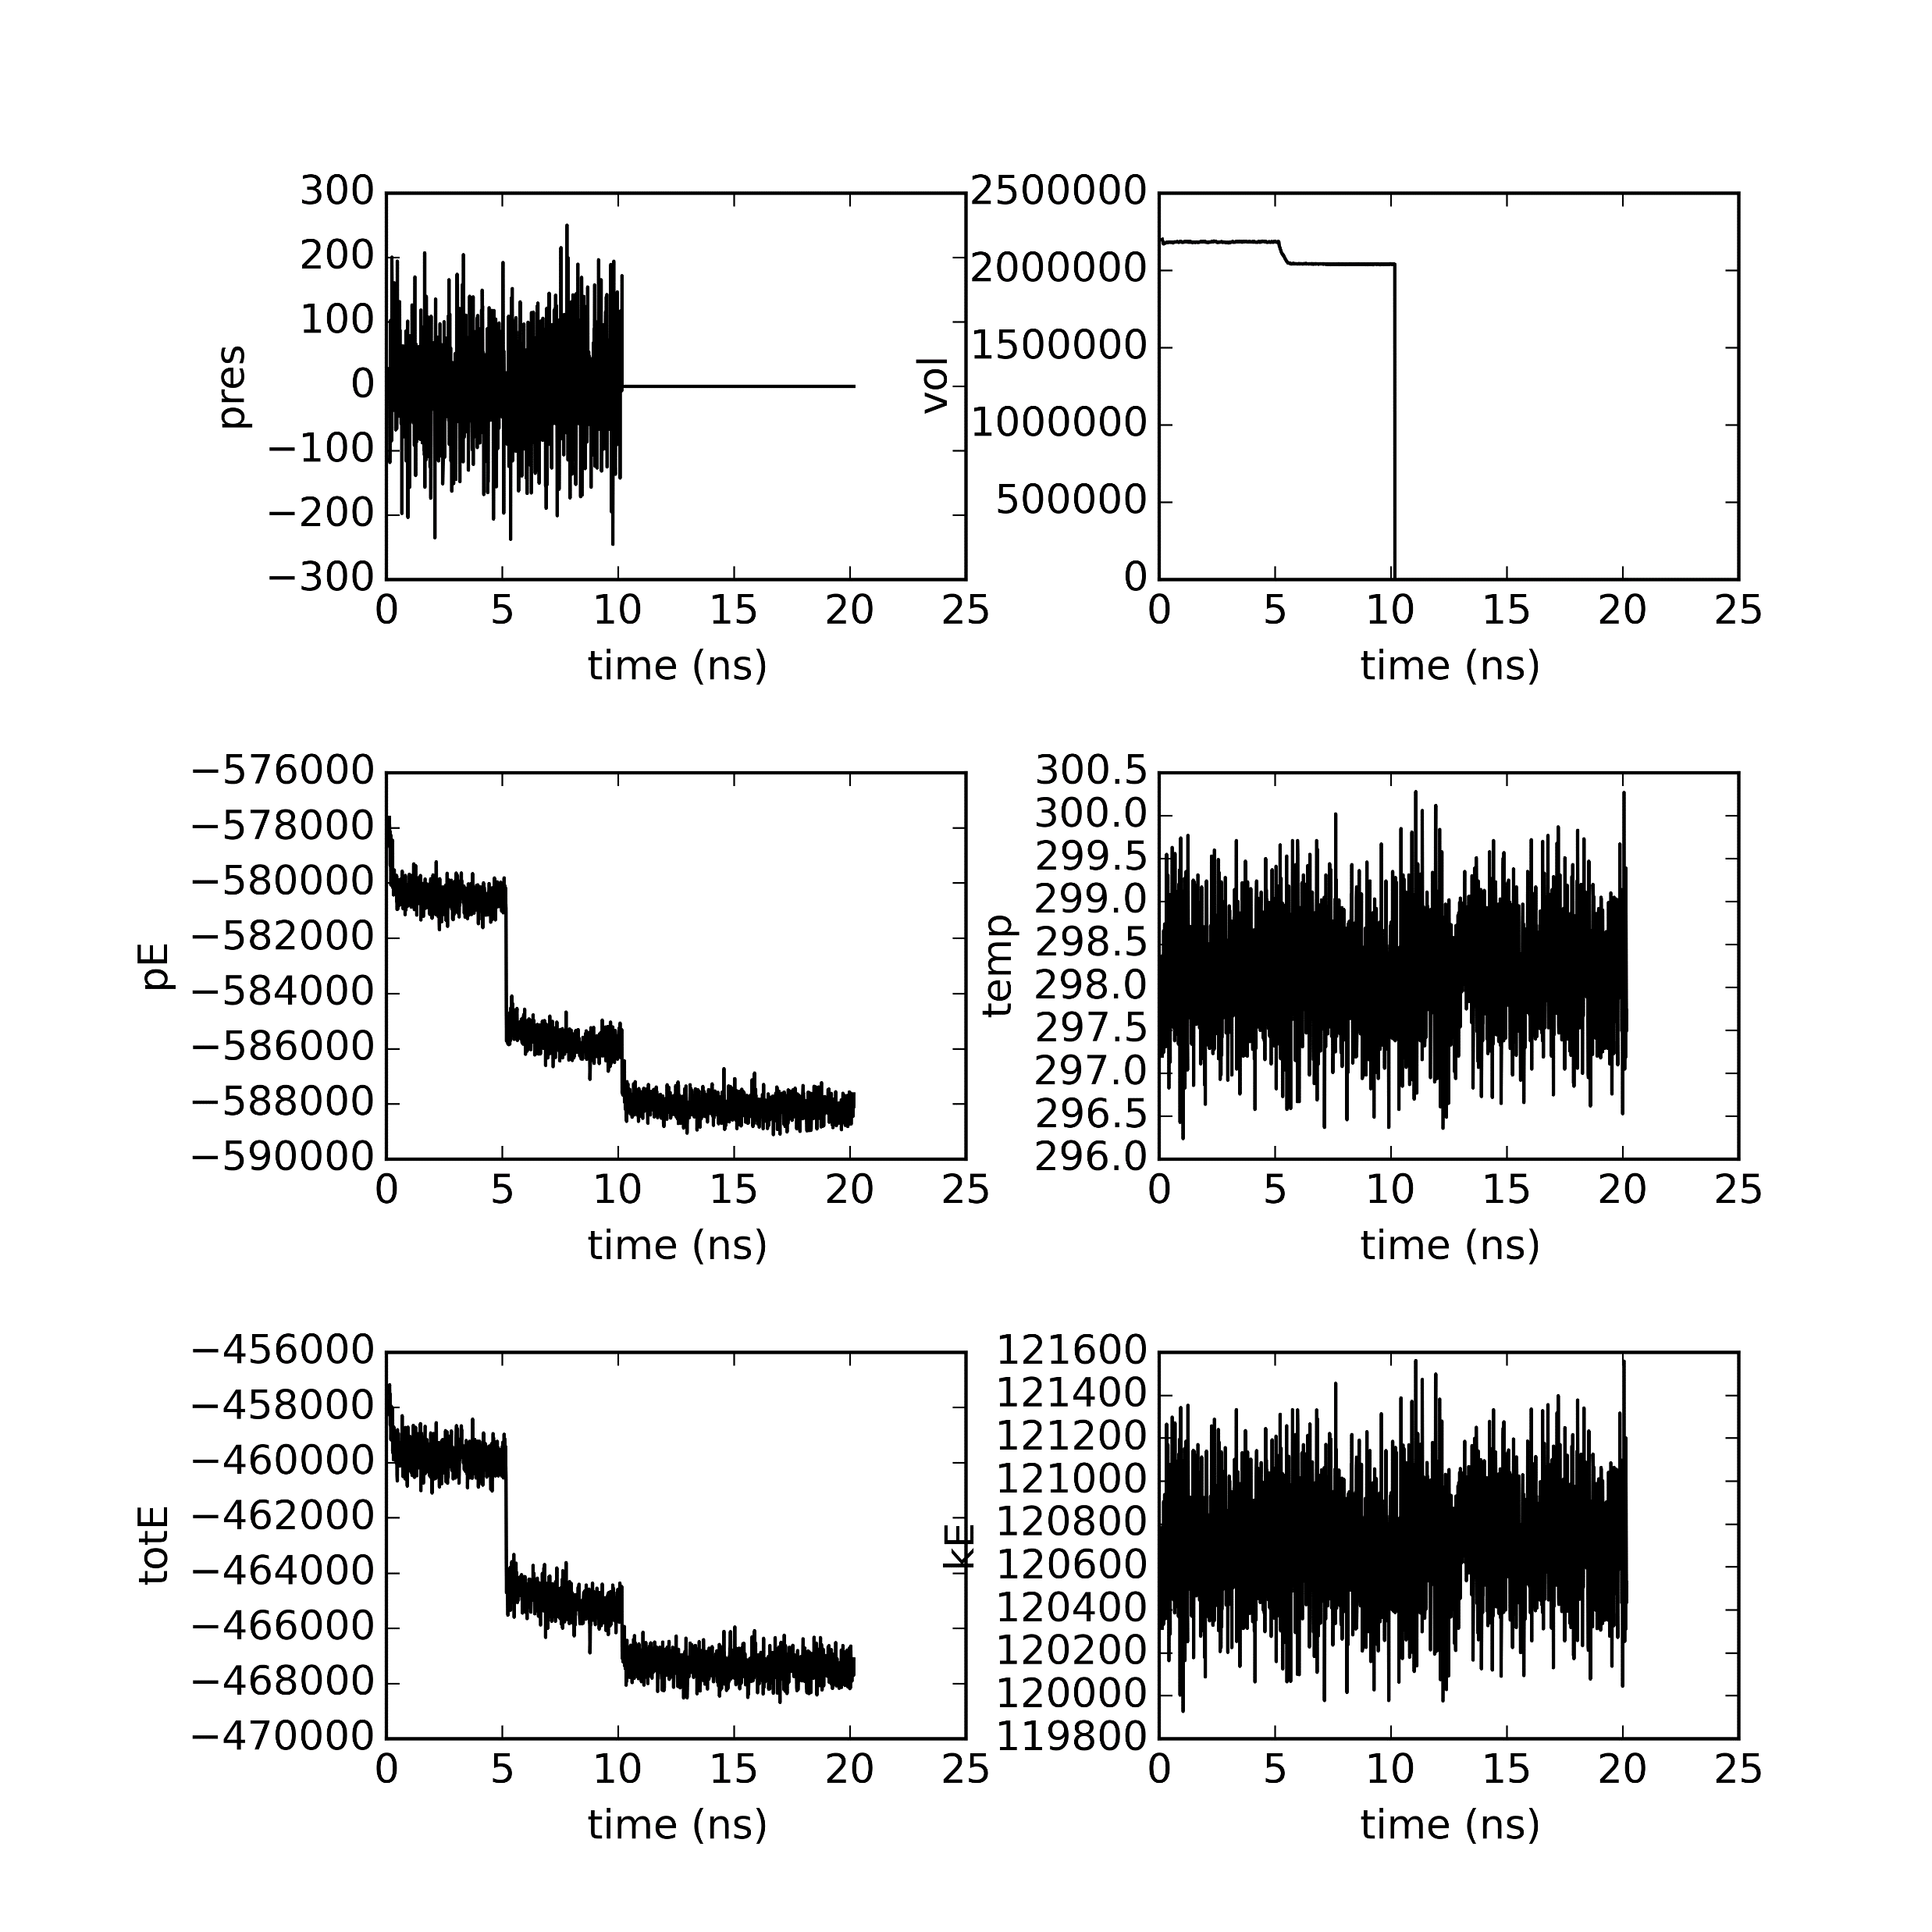 300
200
100
0
−100
−200
−300
pres
0 5 10 15 20 25
time (ns)
2500000
2000000
1500000
1000000
500000
0
vol
0 5 10 15 20 25
time (ns)
−576000
−578000
−580000
−582000
−584000
−586000
−588000
−590000
pE
0 5 10 15 20 25
time (ns)
300.5
300.0
299.5
299.0
298.5
298.0
297.5
297.0
296.5
296.0
temp
0 5 10 15 20 25
time (ns)
−456000
−458000
−460000
−462000
−464000
−466000
−468000
−470000
totE
0 5 10 15 20 25
time (ns)
121600
121400
121200
121000
120800
120600
120400
120200
120000
119800
kE
0 5 10 15 20 25
time (ns)